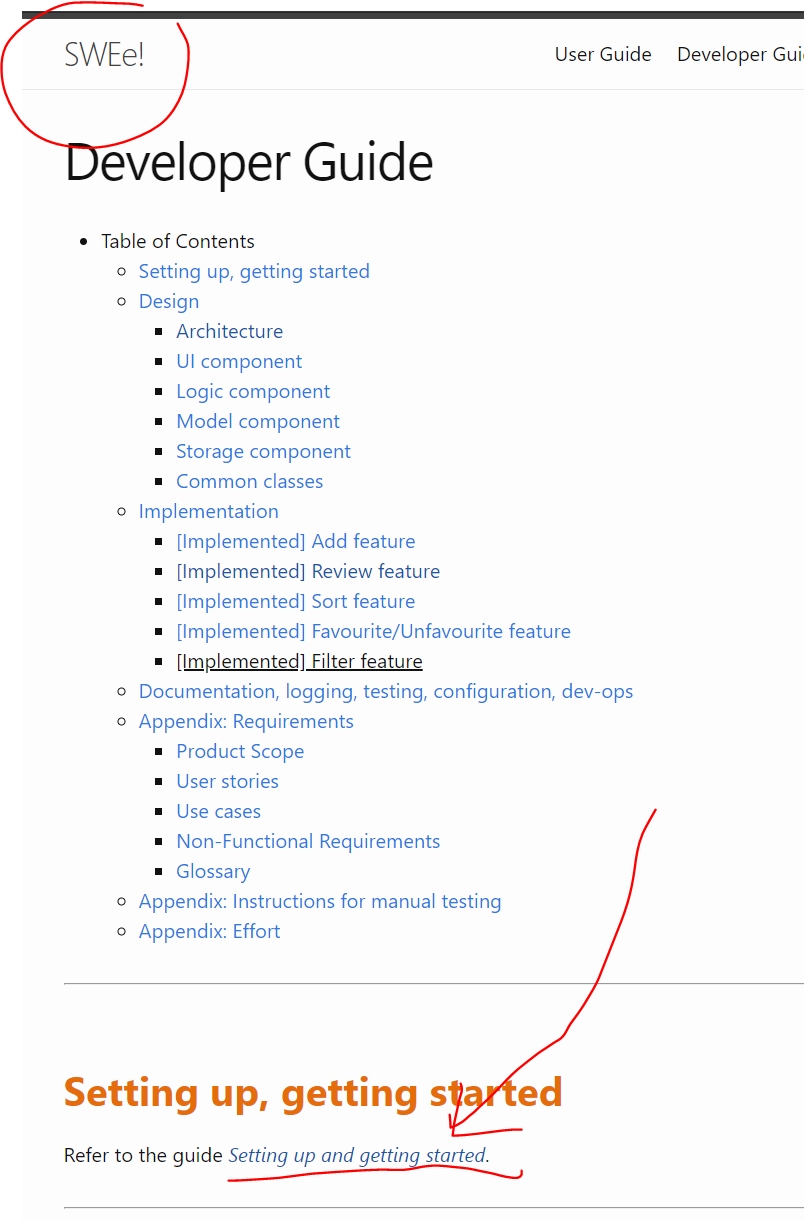 SWEe!
User Guide Developer Gui
Developer Guide
Table of Contents
Setting up, getting started
Design
Architecture
UI component
Logic component
Model component
Storage component
Common classes
Implementation
[Implemented] Add feature
[Implemented] Review feature
[Implemented] Sort feature
[Implemented] Favourite/Unfavourite feature
[Implemented] Filter feature
Documentation, logging, testing, configuration, dev-ops
Appendix: Requirements
Product Scope
User stories
Use cases
Non-Functional Requirements
Glossary
Appendix: Instructions for manual testing
Appendix: Effort
Setting up, getting started
Refer to the guide Setting up and getting started.